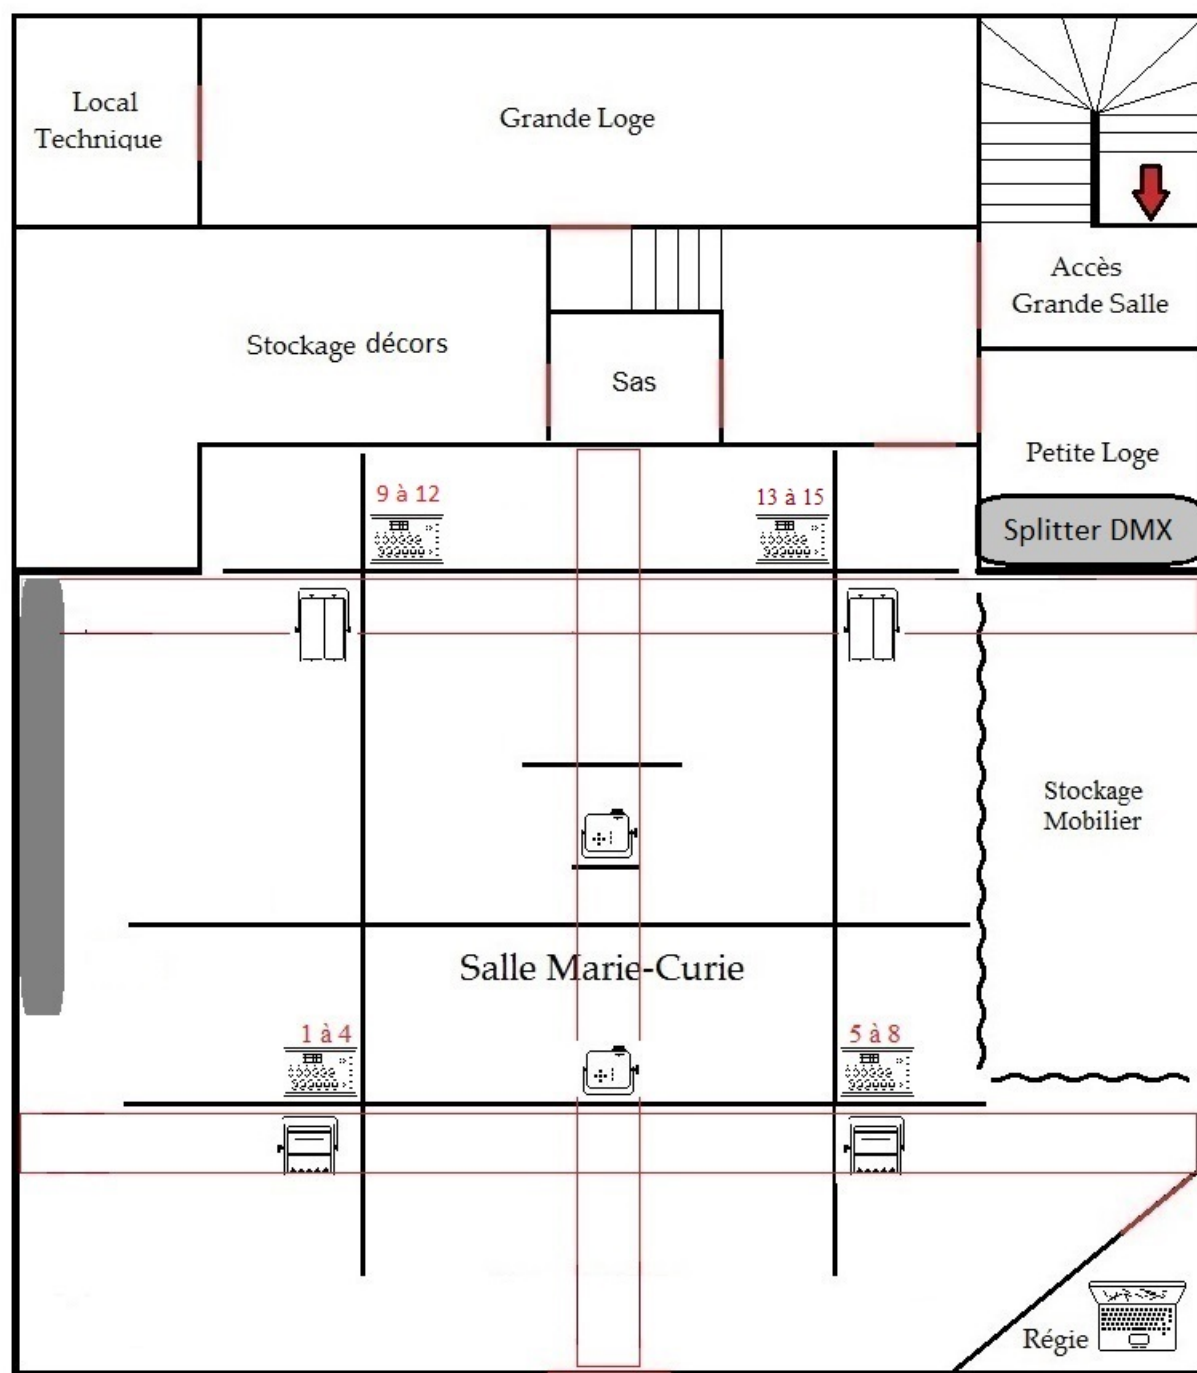 Local
Technique
Grande Loge
Accès
Grande Salle
Stockage décors
Sas
Petite Loge
9 à 12
13 à 15
Splitter DMX
Stockage
Mobilier
Salle Marie-Curie
1 à 4
5 à 8
Régie